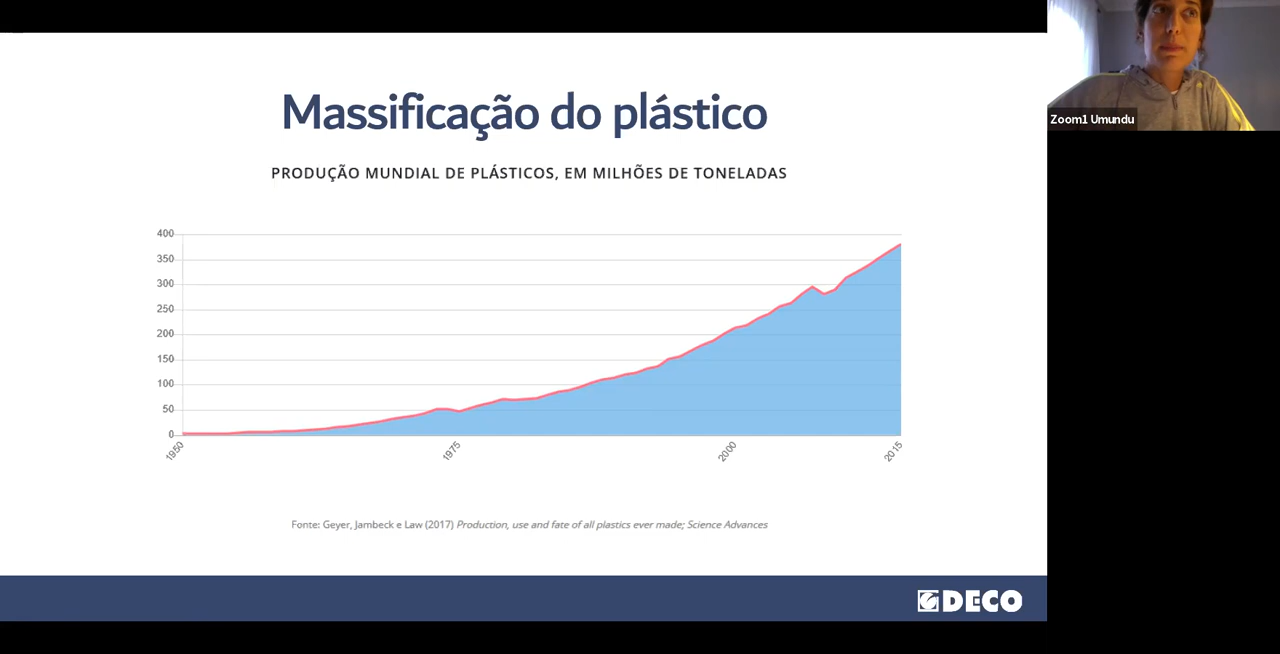 Massificação do plástico
PRODUÇÃO MUNDIAL DE PLÁSTICOS, EM MILHÕES DE TONELADAS
400
350
300
250
200
150
100
50
0
1950
1975
2000
2015
Fonte: Geyer, Jambeck e Law (2017) Production, use and fate of all plastics ever made; Science Advances
DECO
Zoom1 Umundu